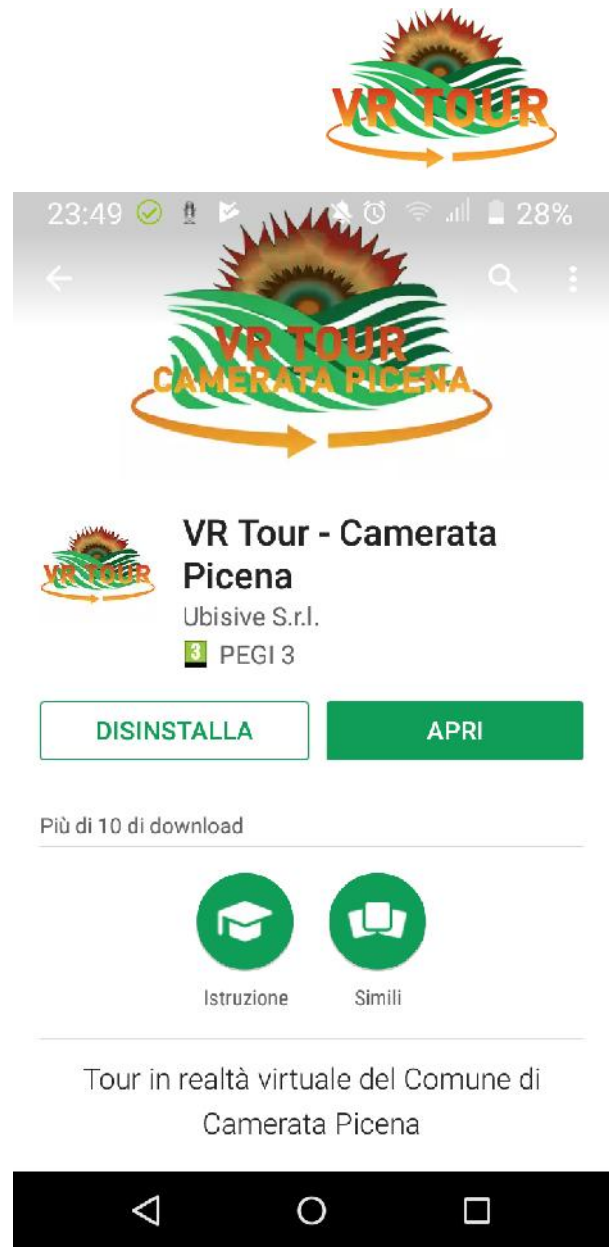 VR TOUR
23:49 28%
VR TOUR
CAMERATA PICENA
VR TOUR
VR Tour - Camerata
Picena
Ubisive S.r.l.
3 PEGI 3
DISINSTALLA APRI
Più di 10 di download
Istruzione Simili
Tour in realtà virtuale del Comune di
Camerata Picena